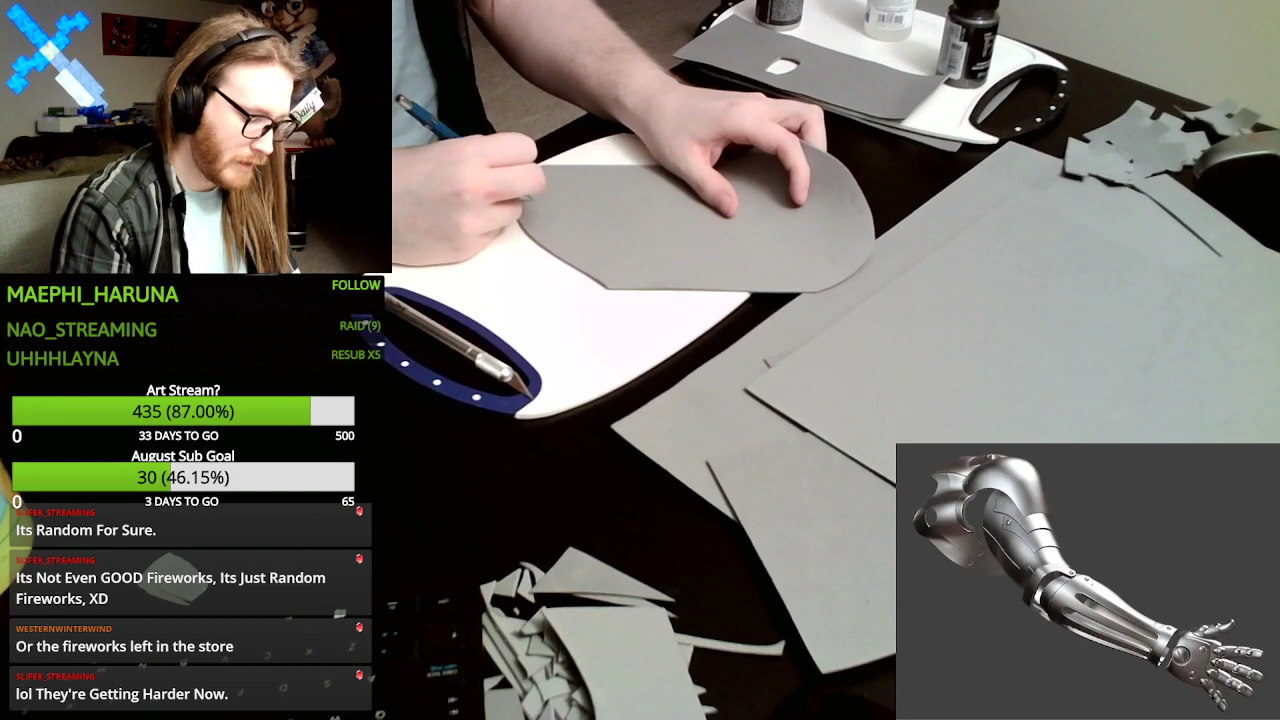 Daily
MAEPHI_HARUNA FOLLOW
NAO_STREAMING RAID (9)
UHHHLAYNA RESUB X5
Art Stream?
435 (87.00%)
0 33 DAYS TO GO 500
August Sub Goal
30 (46.15%)
0 3 DAYS TO GO 65
SLIFER_STREAMING
Its Random For Sure.
SLIFER_STREAMING
Its Not Even GOOD Fireworks, Its Just Random
Fireworks, XD
WESTERNWINTERWIND
Or the fireworks left in the store
SLIFER_STREAMING
lol They're Getting Harder Now.